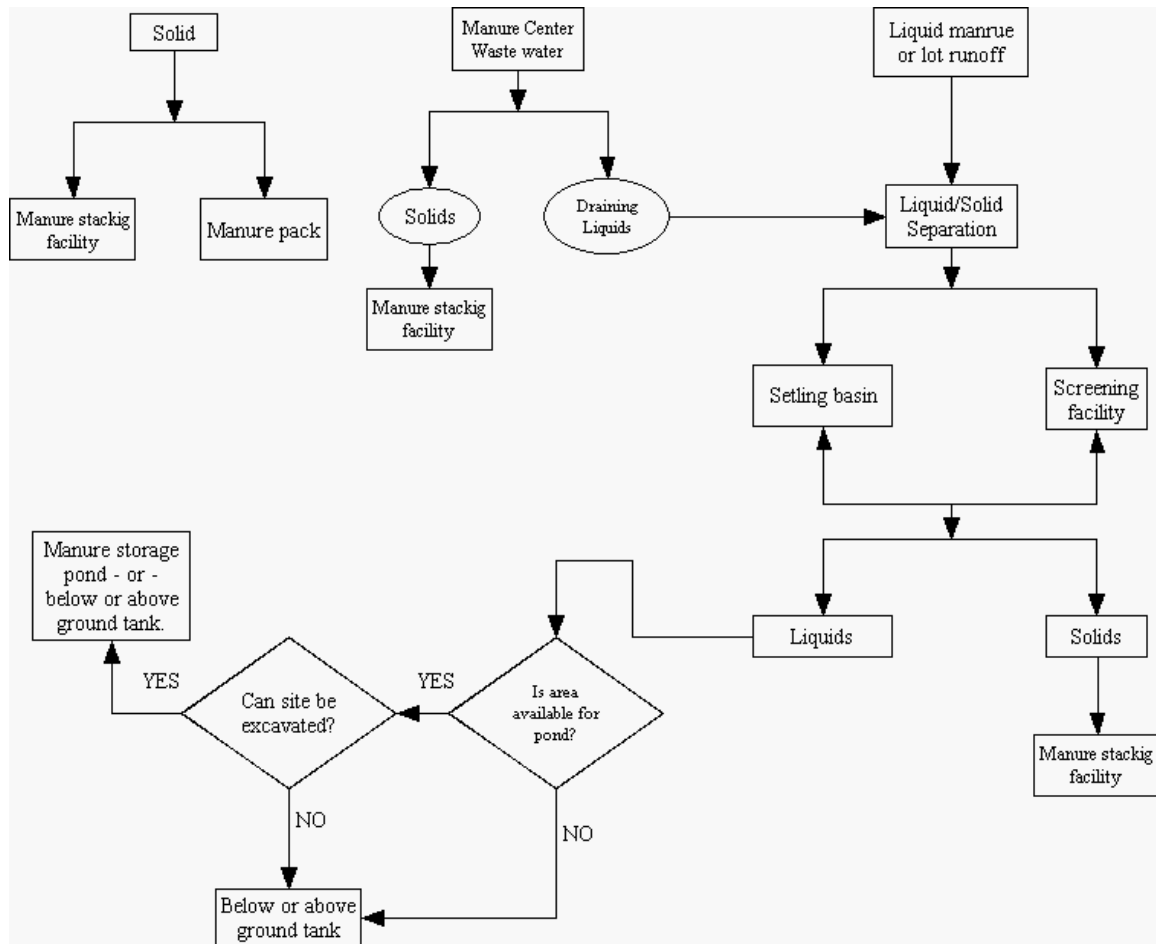 Solid
Manure Center
Waste water
Liquid manrue
or lot runoff
Manure stackig
facility
Manure pack
Solids
Draining
Liquids
Liquid/Solid
Separation
Manure stackig
facility
Setling basin
Screening
facility
Manure storage
pond - or -
below or above
ground tank.
Liquids
Solids
YES
Can site be
excavated?
YES
Is area
available for
pond?
Manure stackig
facility
NO
NO
Below or above
ground tank